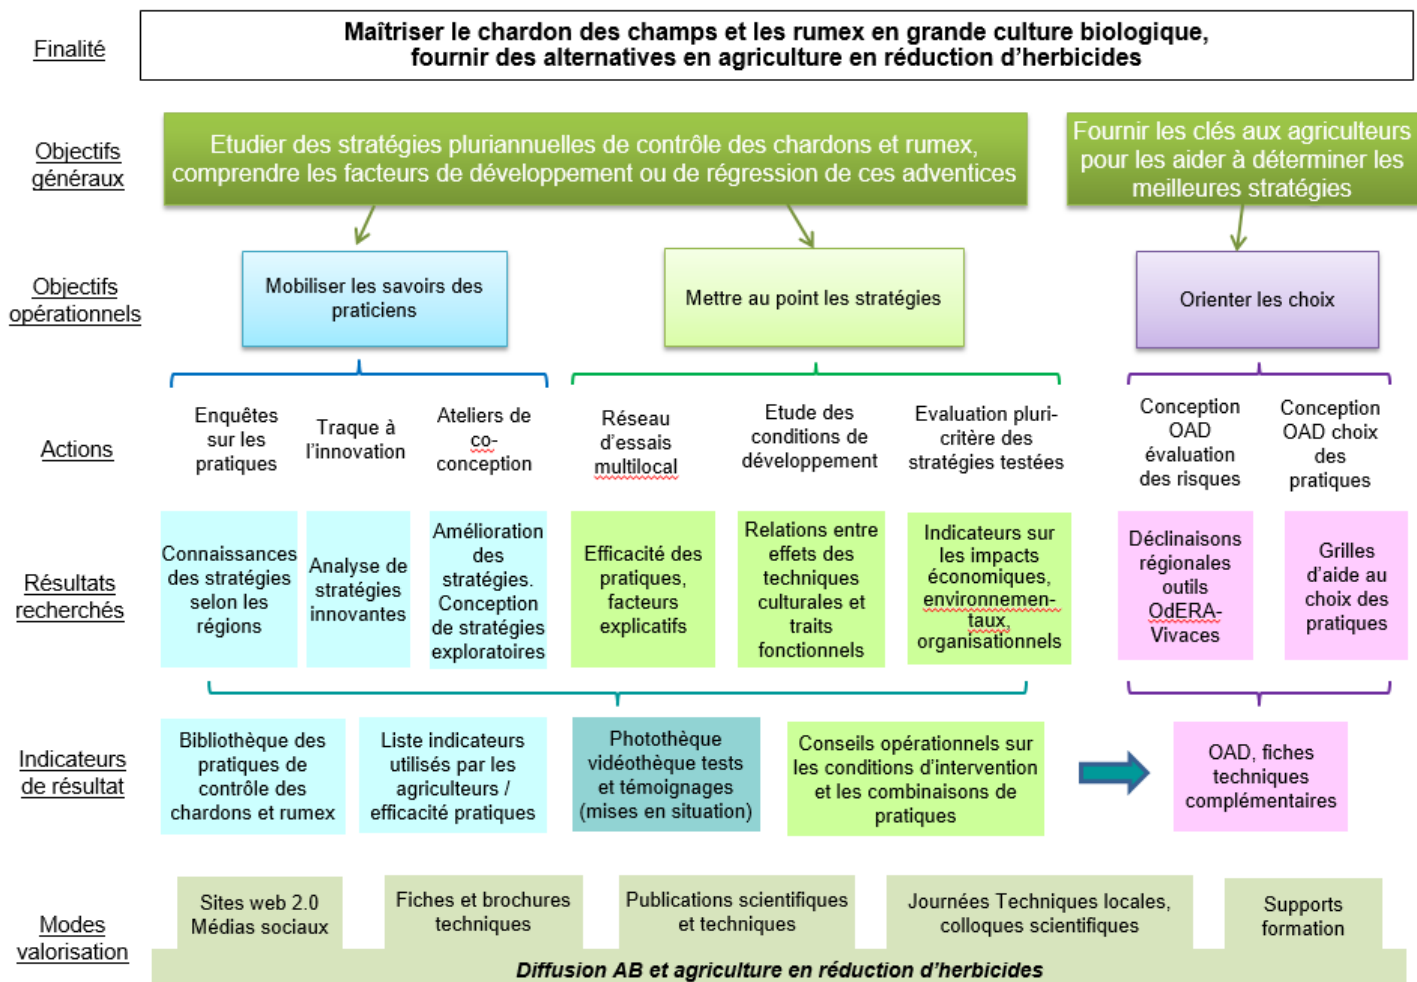 Finalité
Maîtriser le chardon des champs et les rumex en grande culture biologique,
fournir des alternatives en agriculture en réduction d’herbicides
Objectifs
généraux
Etudier des stratégies pluriannuelles de contrôle des chardons et rumex,
comprendre les facteurs de développement ou de régression de ces adventices
Fournir les clés aux agriculteurs
pour les aider à déterminer les
meilleures stratégies
Objectifs
opérationnels
Mobiliser les savoirs des
praticiens
Mettre au point les stratégies
Orienter les choix
Actions
Enquêtes
sur les
pratiques
Traque à
l’innovation
Ateliers de
co-
conception
Réseau
d’essais
multilocal
Etude des
conditions de
développement
Evaluation pluri-
critère des
stratégies testées
Conception
OAD
évaluation
des risques
Conception
OAD choix
des
pratiques
Résultats
recherchés
Connaissances
des stratégies
selon les
régions
Analyse de
stratégies
innovantes
Amélioration
des
stratégies.
Conception
de stratégies
exploratoires
Efficacité des
pratiques,
facteurs
explicatifs
Relations entre
effets des
techniques
culturales et
traits
fonctionnels
Indicateurs sur
les impacts
économiques,
environnemen-
taux,
organisationnels
Déclinaisons
régionales
outils
OdERA-
Vivaces
Grilles
d’aide au
choix des
pratiques
Indicateurs
de résultat
Bibliothèque des
pratiques de
contrôle des
chardons et rumex
Liste indicateurs
utilisés par les
agriculteurs /
efficacité pratiques
Photothèque
vidéothèque tests
et témoignages
(mises en situation)
Conseils opérationnels sur
les conditions d’intervention
et les combinaisons de
pratiques
OAD, fiches
techniques
complémentaires
Modes
valorisation
Sites web 2.0
Médias sociaux
Fiches et brochures
techniques
Publications scientifiques
et techniques
Journées Techniques locales,
colloques scientifiques
Supports
formation
Diffusion AB et agriculture en réduction d’herbicides